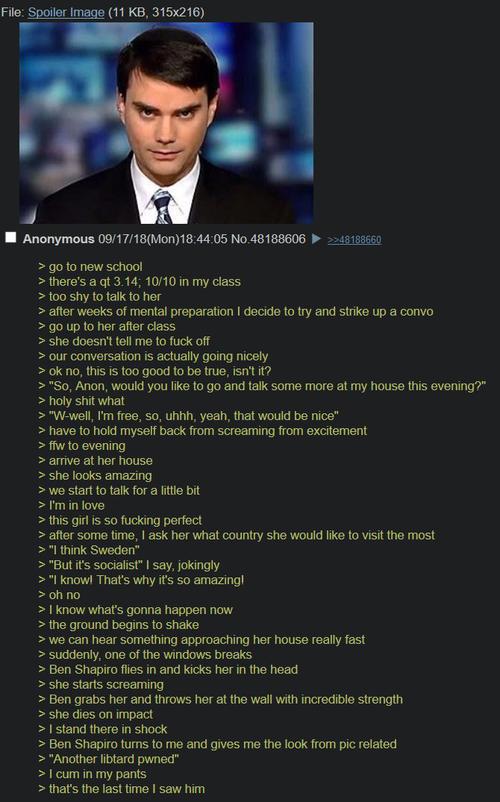 File: Spoiler Image (11 KB, 315x216)
Anonymous 09/17/18(Mon)18:44:05 No.48188606 ▶ >>48188660
> go to new school
> there's a qt 3.14; 10/10 in my class
> too shy to talk to her
> after weeks of mental preparation I decide to try and strike up a convo
> go up to her after class
> she doesn't tell me to fuck off
> our conversation is actually going nicely
> ok no, this is too good to be true, isn't it?
> "So, Anon, would you like to go and talk some more at my house this evening?"
> holy shit what
> "W-well, I'm free, so, uhhh, yeah, that would be nice"
> have to hold myself back from screaming from excitement
> ffw to evening
> arrive at her house
> she looks amazing
> we start to talk for a little bit
> I'm in love
> this girl is so fucking perfect
> after some time, I ask her what country she would like to visit the most
> "I think Sweden"
> "But it's socialist" I say, jokingly
> "I know! That's why it's so amazing!
> oh no
> I know what's gonna happen now
> the ground begins to shake
> we can hear something approaching her house really fast
> suddenly, one of the windows breaks
> Ben Shapiro flies in and kicks her in the head
> she starts screaming
> Ben grabs her and throws her at the wall with incredible strength
> she dies on impact
> I stand there in shock
> Ben Shapiro turns to me and gives me the look from pic related
> "Another libtard pwned"
> I cum in my pants
> that's the last time I saw him